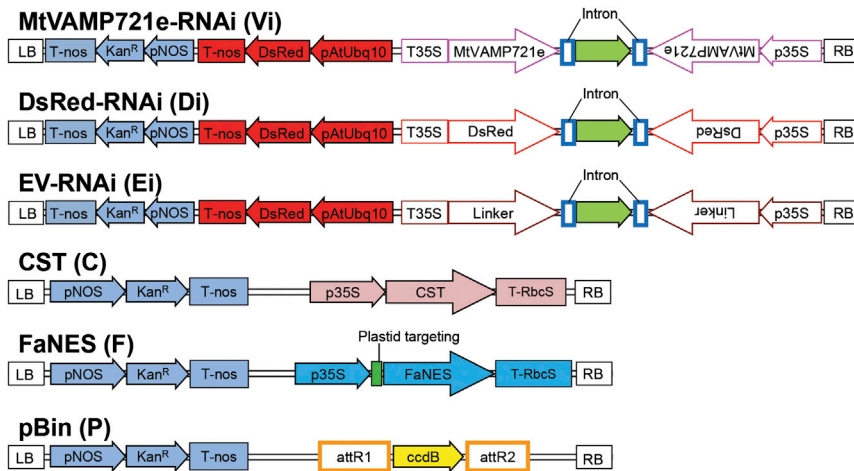 MtVAMP721e-RNAi (Vi)
Intron
LB T-nos Kanᴿ pNOS T-nos DsRed pAtUbq10 T35S MtVAMP721e MtVAMP721e p35S RB
DsRed-RNAi (Di)
Intron
LB T-nos Kanᴿ pNOS T-nos DsRed pAtUbq10 T35S DsRed DsRed p35S RB
EV-RNAi (Ei)
Intron
LB T-nos Kanᴿ pNOS T-nos DsRed pAtUbq10 T35S Linker Linker p35S RB
CST (C)
LB pNOS Kanᴿ T-nos p35S CST T-RbcS RB
FaNES (F)
Plastid targeting
LB pNOS Kanᴿ T-nos p35S FaNES T-RbcS RB
pBin (P)
LB pNOS Kanᴿ T-nos attR1 ccdB attR2 RB